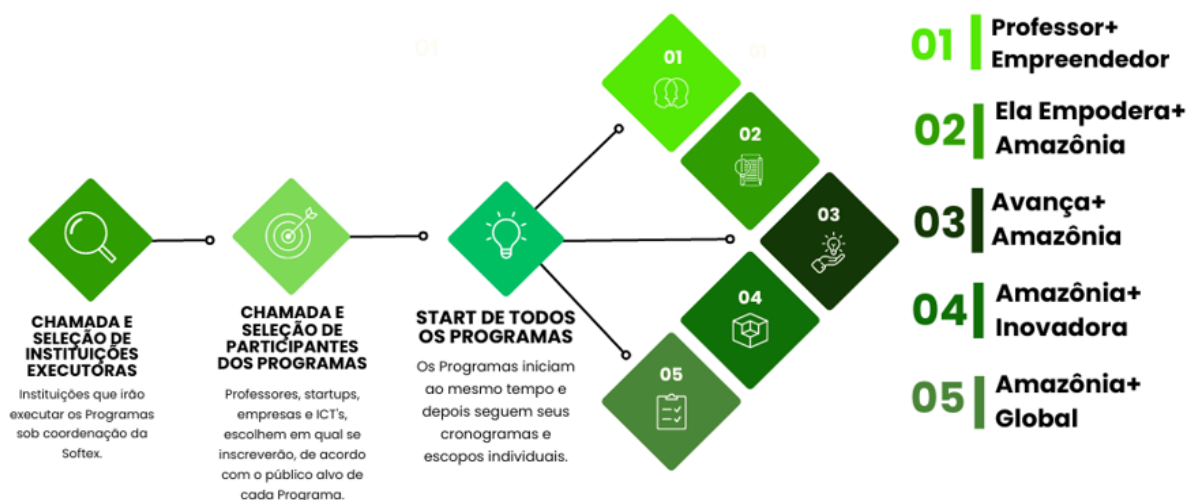 CHAMADA E
SELEÇÃO DE
INSTITUIÇÕES
EXECUTORAS
Instituições que irão
executar os Programas
sob coordenação da
Softex.
CHAMADA E
SELEÇÃO DE
PARTICIPANTES
DOS PROGRAMAS
Professores, startups,
empresas e ICT's,
escolhem em qual se
inscreverão, de acordo
com o público alvo de
cada Programa.
START DE TODOS
OS PROGRAMAS
Os Programas iniciam
ao mesmo tempo e
depois seguem seus
cronogramas e
escopos individuais.
01
01
01
02
03
04
05
01 Professor+
Empreendedor
02 Ela Empodera+
Amazônia
03 Avança+
Amazônia
04 Amazônia+
Inovadora
05 Amazônia+
Global